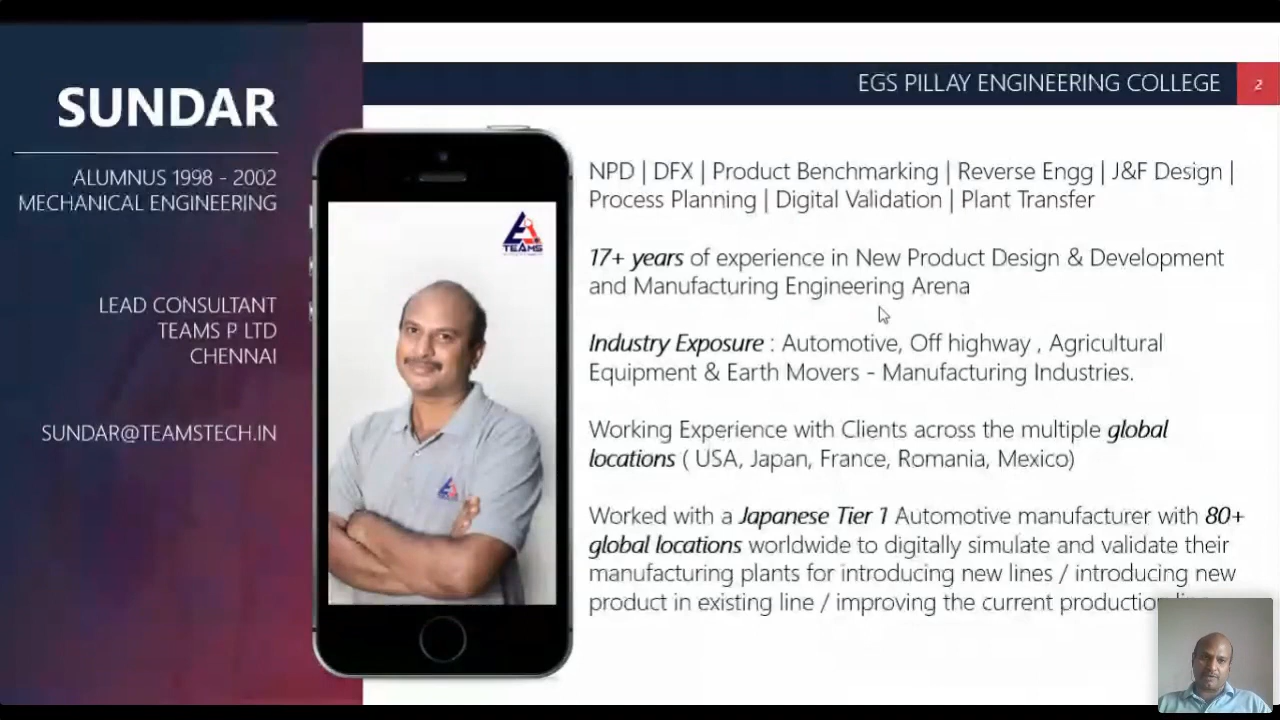 SUNDAR
ALUMNUS 1998 - 2002
MECHANICAL ENGINEERING
LEAD CONSULTANT
TEAMS P LTD
CHENNAI
SUNDAR@TEAMSTECH.IN
TEAMS
EGS PILLAY ENGINEERING COLLEGE
2
NPD | DFX | Product Benchmarking | Reverse Engg | J&F Design |
Process Planning | Digital Validation | Plant Transfer
17+ years of experience in New Product Design & Development
and Manufacturing Engineering Arena
Industry Exposure : Automotive, Off highway , Agricultural
Equipment & Earth Movers - Manufacturing Industries.
Working Experience with Clients across the multiple global
locations ( USA, Japan, France, Romania, Mexico)
Worked with a Japanese Tier 1 Automotive manufacturer with 80+
global locations worldwide to digitally simulate and validate their
manufacturing plants for introducing new lines / introducing new
product in existing line / improving the current production